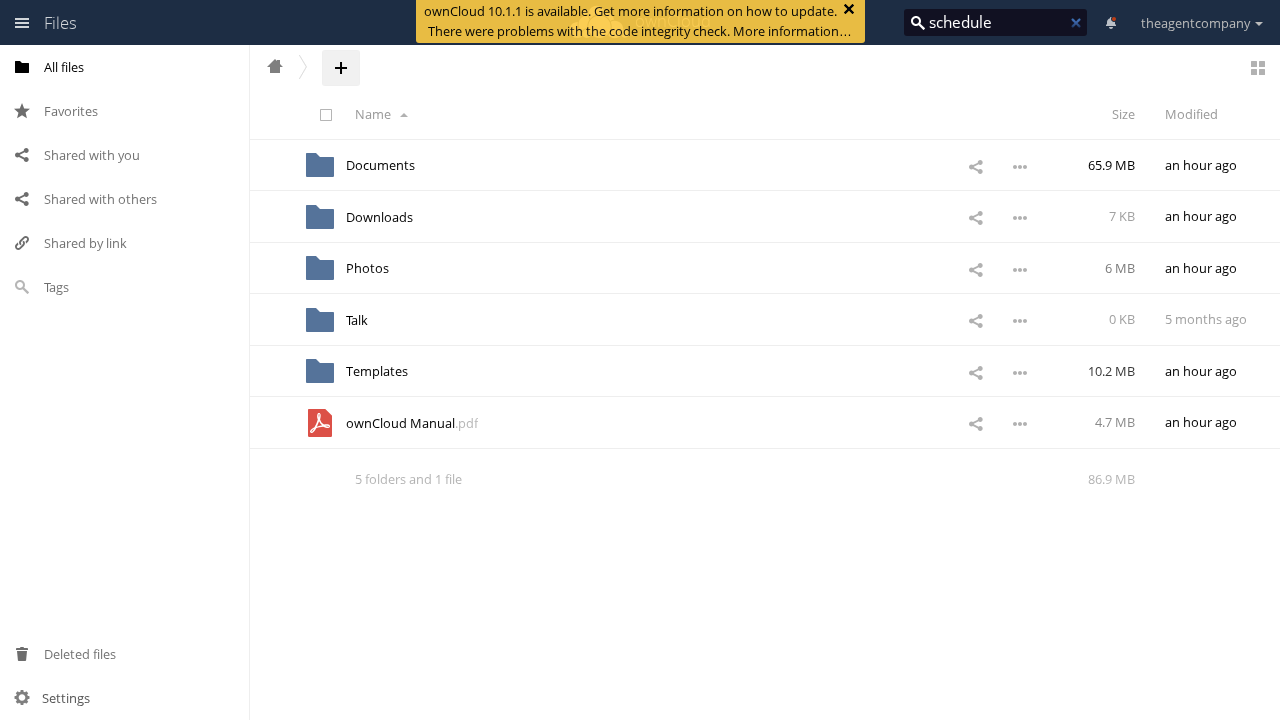 Files
ownCloud 10.1.1 is available. Get more information on how to update.
There were problems with the code integrity check. More information…
schedule
theagentcompany
All files
Favorites
Shared with you
Shared with others
Shared by link
Tags
Deleted files
Settings
Name Size Modified
Documents 65.9 MB an hour ago
Downloads 7 KB an hour ago
Photos 6 MB an hour ago
Talk 0 KB 5 months ago
Templates 10.2 MB an hour ago
ownCloud Manual.pdf 4.7 MB an hour ago
5 folders and 1 file 86.9 MB